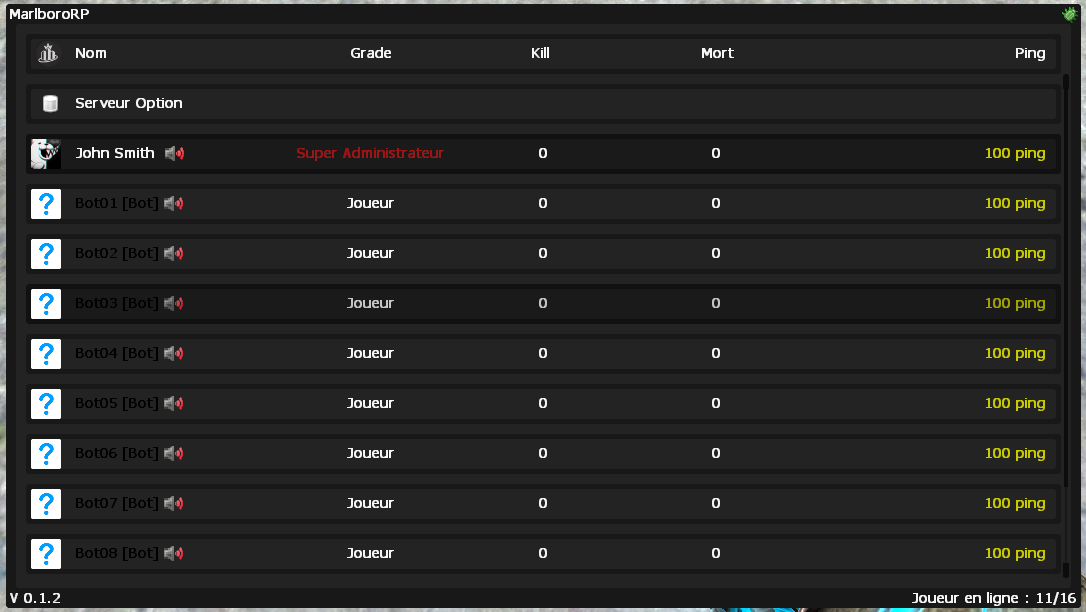 MarlboroRP
Nom Grade Kill Mort Ping
Serveur Option
John Smith Super Administrateur 0 0 100 ping
Bot01 [Bot] Joueur 0 0 100 ping
Bot02 [Bot] Joueur 0 0 100 ping
Bot03 [Bot] Joueur 0 0 100 ping
Bot04 [Bot] Joueur 0 0 100 ping
Bot05 [Bot] Joueur 0 0 100 ping
Bot06 [Bot] Joueur 0 0 100 ping
Bot07 [Bot] Joueur 0 0 100 ping
Bot08 [Bot] Joueur 0 0 100 ping
V 0.1.2 Joueur en ligne : 11/16